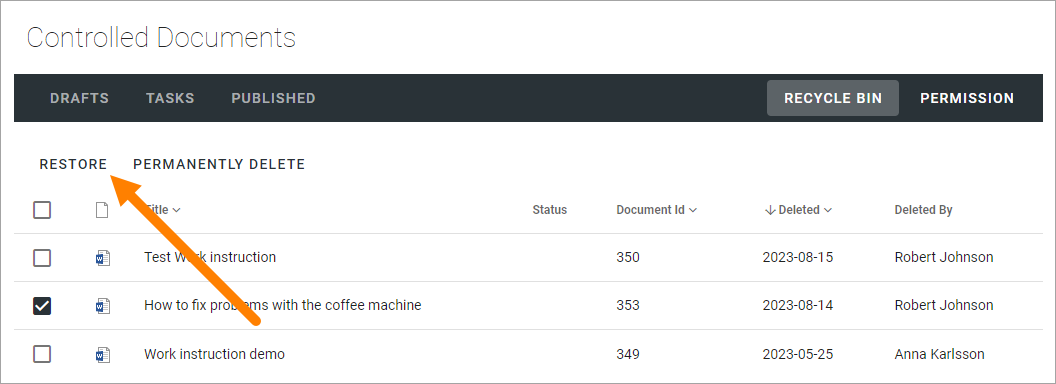 Controlled Documents
DRAFTS TASKS PUBLISHED RECYCLE BIN PERMISSION
RESTORE PERMANENTLY DELETE
Title Status Document Id Deleted Deleted By
Test Work instruction 350 2023-08-15 Robert Johnson
How to fix problems with the coffee machine 353 2023-08-14 Robert Johnson
Work instruction demo 349 2023-05-25 Anna Karlsson